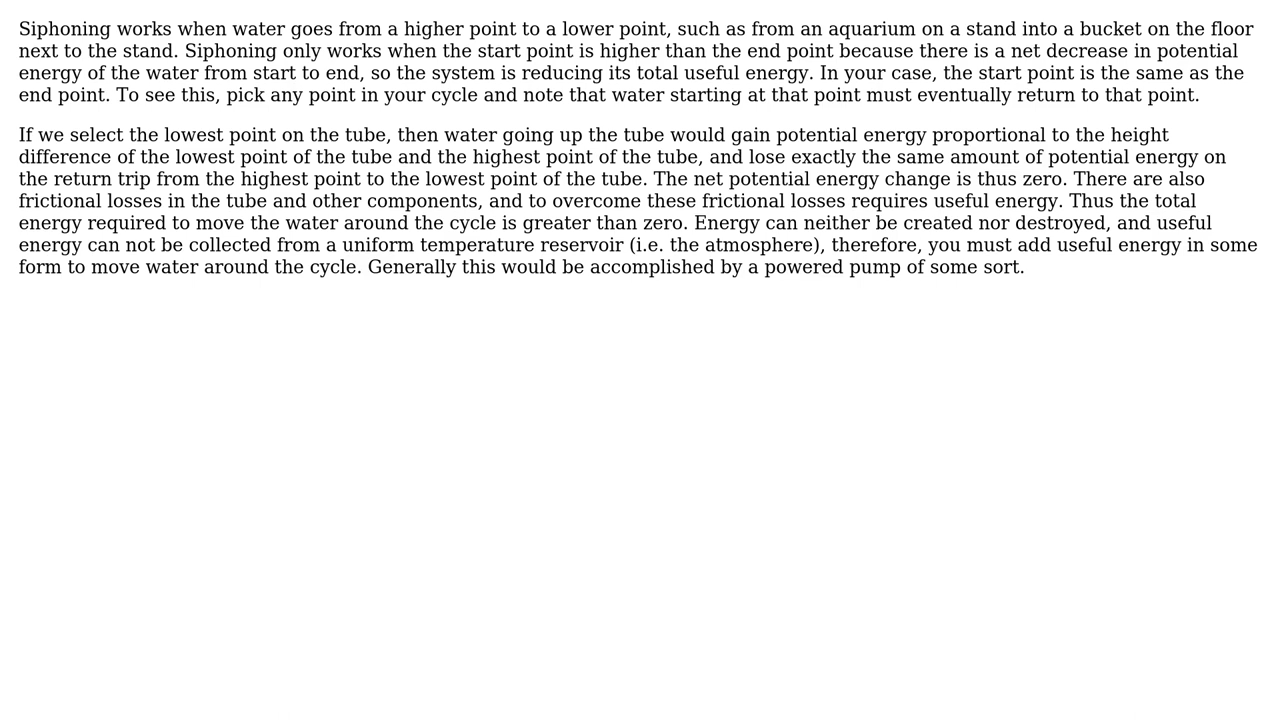 Siphoning works when water goes from a higher point to a lower point, such as from an aquarium on a stand into a bucket on the floor
next to the stand. Siphoning only works when the start point is higher than the end point because there is a net decrease in potential
energy of the water from start to end, so the system is reducing its total useful energy. In your case, the start point is the same as the
end point. To see this, pick any point in your cycle and note that water starting at that point must eventually return to that point.
If we select the lowest point on the tube, then water going up the tube would gain potential energy proportional to the height
difference of the lowest point of the tube and the highest point of the tube, and lose exactly the same amount of potential energy on
the return trip from the highest point to the lowest point of the tube. The net potential energy change is thus zero. There are also
frictional losses in the tube and other components, and to overcome these frictional losses requires useful energy. Thus the total
energy required to move the water around the cycle is greater than zero. Energy can neither be created nor destroyed, and useful
energy can not be collected from a uniform temperature reservoir (i.e. the atmosphere), therefore, you must add useful energy in some
form to move water around the cycle. Generally this would be accomplished by a powered pump of some sort.